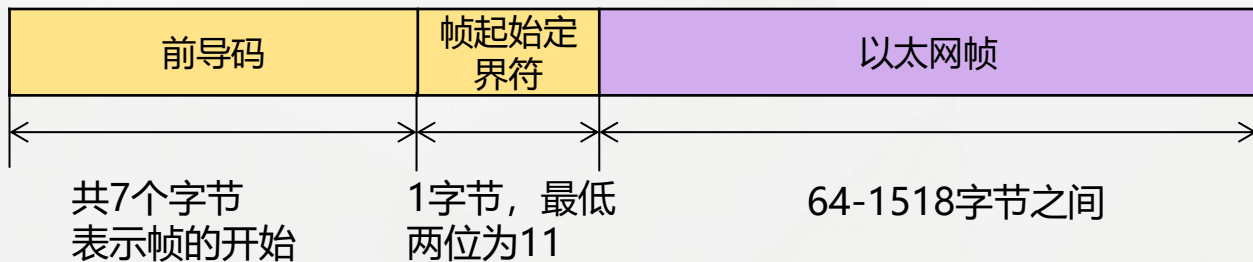 前导码
帧起始定
界符
以太网帧
共7个字节
表示帧的开始
1字节，最低
两位为11
64-1518字节之间